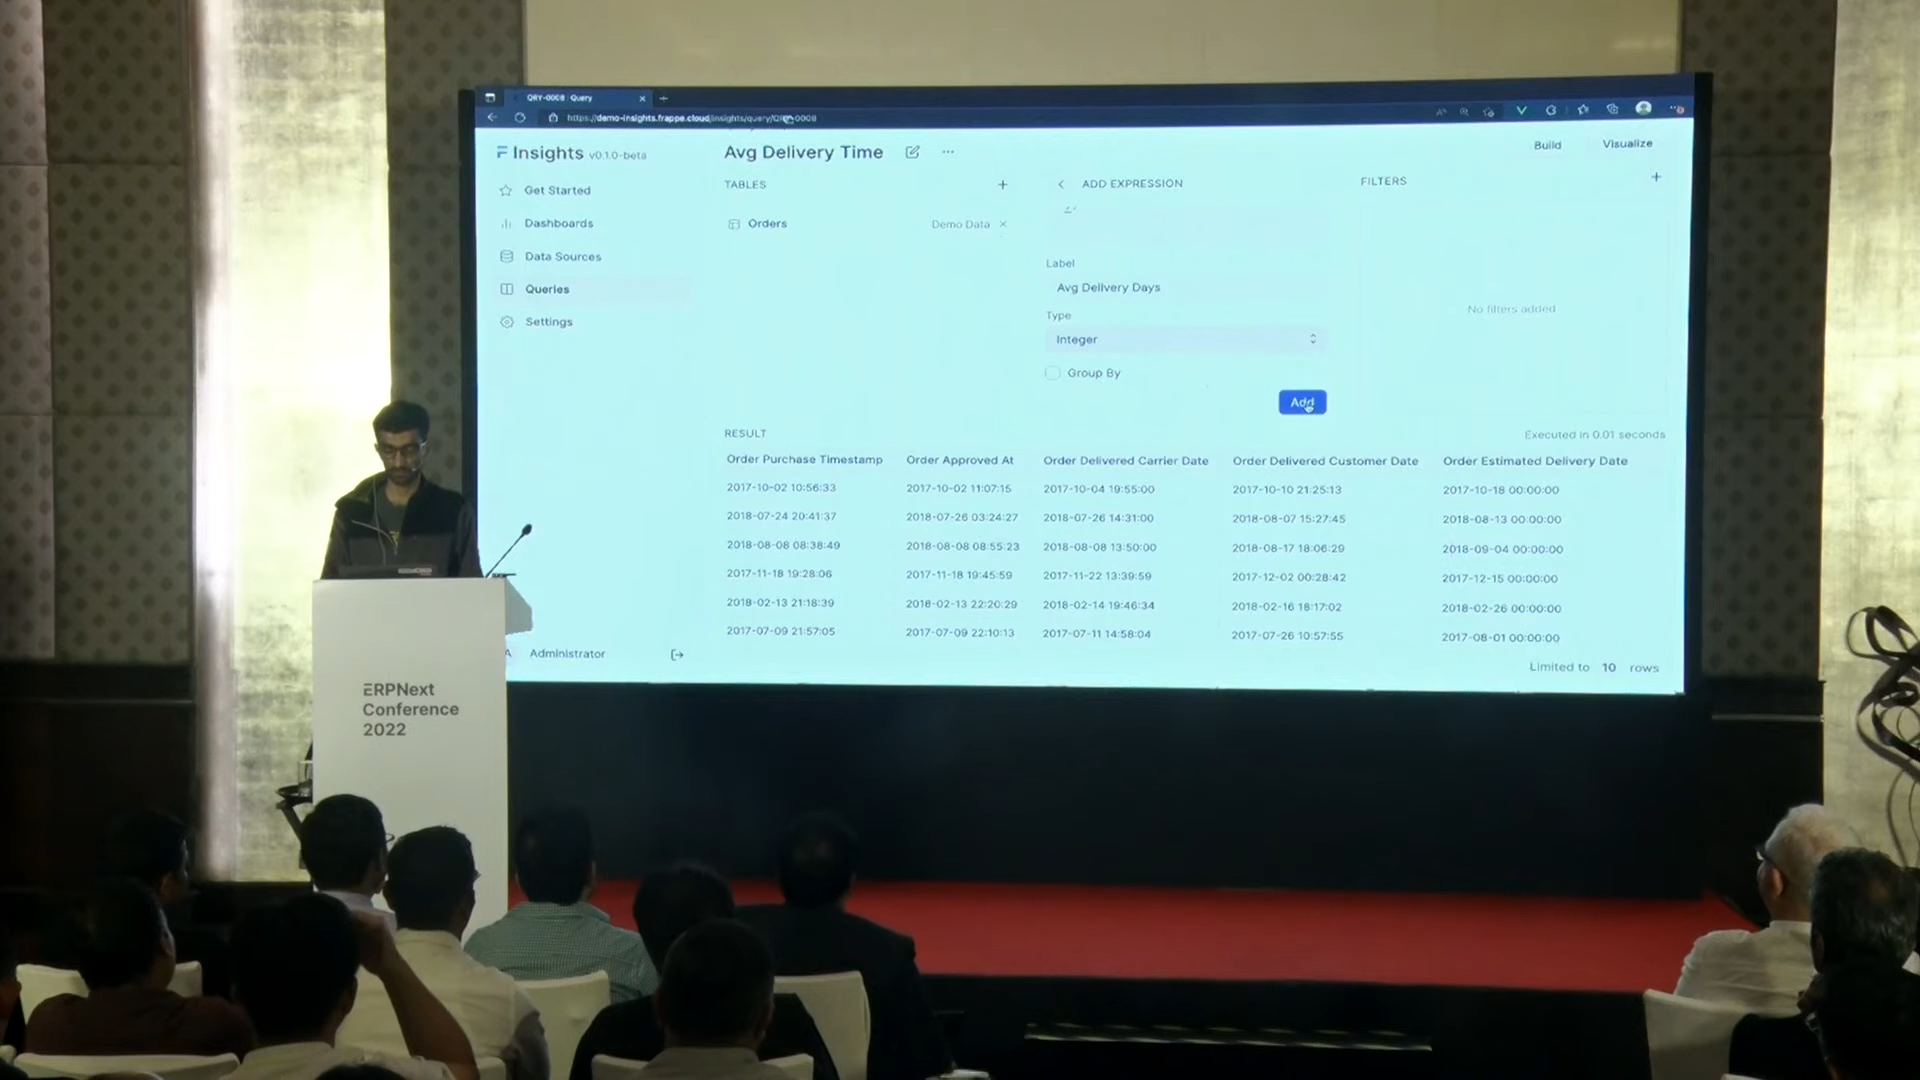 QRY-0008 Query
https://demo-insights.frappe.cloud/insights/query/QRY-0008
Insights v0.1.0-beta
Get Started
Dashboards
Data Sources
Queries
Settings
A Administrator
Avg Delivery Time
Build
Visualize
TABLES
Orders
Demo Data
ADD EXPRESSION
Label
Avg Delivery Days
Type
Integer
Group By
Add
FILTERS
No filters added
RESULT
Executed in 0.01 seconds
Order Purchase Timestamp Order Approved At Order Delivered Carrier Date Order Delivered Customer Date Order Estimated Delivery Date
2017-10-02 10:56:33 2017-10-02 11:07:15 2017-10-04 19:55:00 2017-10-10 21:25:13 2017-10-18 00:00:00
2018-07-24 20:41:37 2018-07-26 03:24:27 2018-07-26 14:31:00 2018-08-07 15:27:45 2018-08-13 00:00:00
2018-08-08 08:38:49 2018-08-08 08:55:23 2018-08-08 13:50:00 2018-08-17 18:06:29 2018-09-04 00:00:00
2017-11-18 19:28:06 2017-11-18 19:45:59 2017-11-22 13:39:59 2017-12-02 00:28:42 2017-12-15 00:00:00
2018-02-13 21:18:39 2018-02-13 22:20:29 2018-02-14 19:46:34 2018-02-16 18:17:02 2018-02-26 00:00:00
2017-07-09 21:57:05 2017-07-09 22:10:13 2017-07-11 14:58:04 2017-07-26 10:57:55 2017-08-01 00:00:00
Limited to 10 rows
ERPNext
Conference
2022